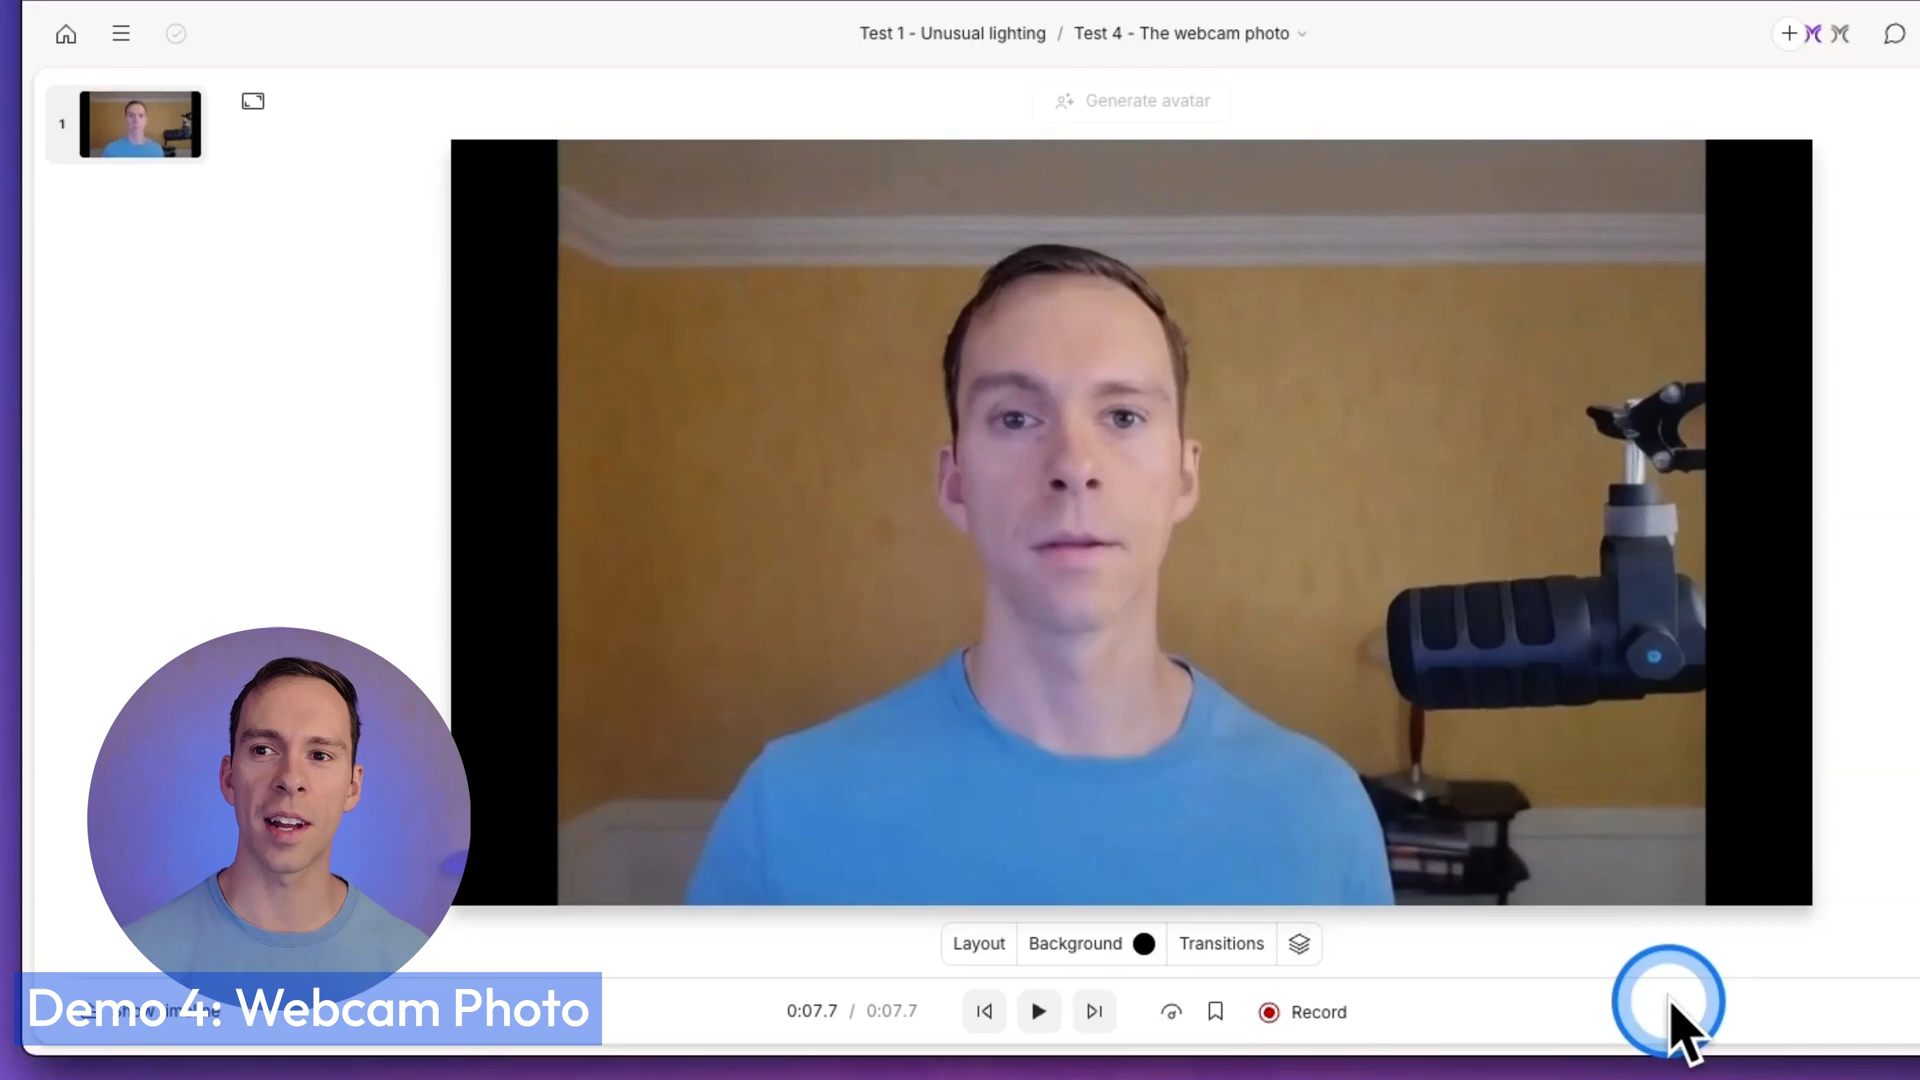 Test 1 - Unusual lighting / Test 4 - The webcam photo
Generate avatar
1
Layout
Background
Transitions
Demo 4: Webcam Photo
0:07.7 / 0:07.7
Record